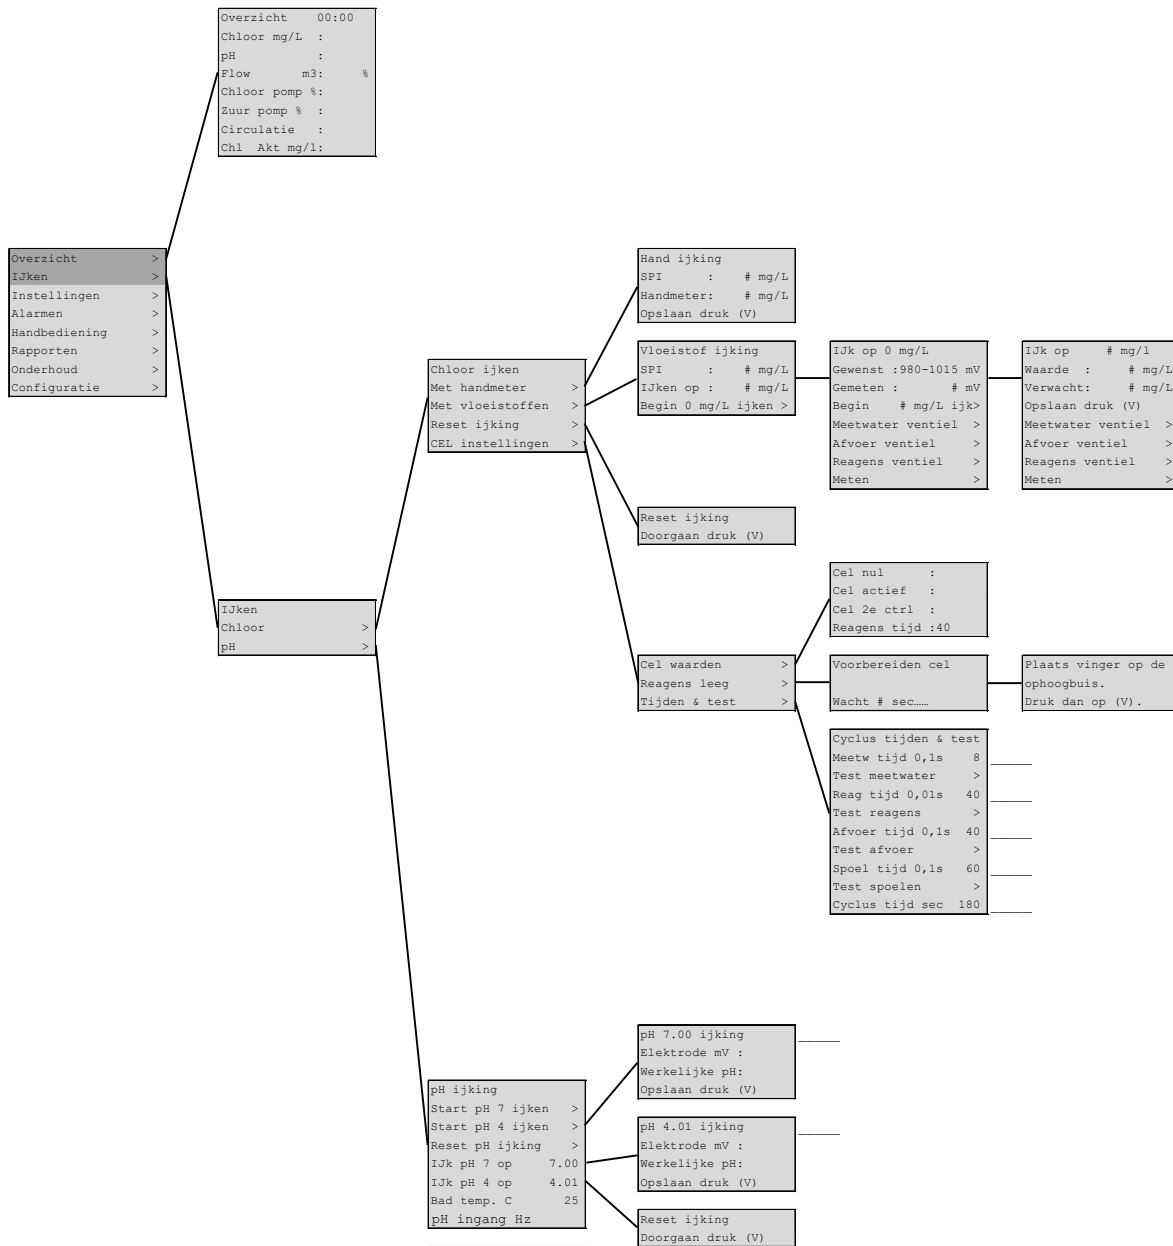 Overzicht 00:00
Chloor mg/L :
pH :
Flow m3: %
Chloor pomp %:
Zuur pomp % :
Circulatie :
Chl Akt mg/l:
Overzicht >
IJken >
Instellingen >
Alarmen >
Handbediening >
Rapporten >
Onderhoud >
Configuratie >
IJken
Chloor >
pH >
Chloor ijken
Met handmeter >
Met vloeistoffen >
Reset ijking >
CEL instellingen >
Hand ijking
SPI : # mg/L
Handmeter: # mg/L
Opslaan druk (V)
Vloeistof ijking
SPI : # mg/L
IJken op : # mg/L
Begin 0 mg/L ijken >
IJk op 0 mg/L
Gewenst :980-1015 mV
Gemeten : # mV
Begin # mg/L ijk>
Meetwater ventiel >
Afvoer ventiel >
Reagens ventiel >
Meten >
IJk op # mg/l
Waarde : # mg/L
Verwacht: # mg/L
Opslaan druk (V)
Meetwater ventiel >
Afvoer ventiel >
Reagens ventiel >
Meten >
Reset ijking
Doorgaan druk (V)
Cel waarden >
Reagens leeg >
Tijden & test >
Cel nul :
Cel actief :
Cel 2e ctrl :
Reagens tijd :40
Voorbereiden cel
Wacht # sec……
Plaats vinger op de
ophoogbuis.
Druk dan op (V).
Cyclus tijden & test
Meetw tijd 0,1s 8 _____
Test meetwater >
Reag tijd 0,01s 40 _____
Test reagens >
Afvoer tijd 0,1s 40 _____
Test afvoer >
Spoel tijd 0,1s 60 _____
Test spoelen >
Cyclus tijd sec 180 _____
pH ijking
Start pH 7 ijken >
Start pH 4 ijken >
Reset pH ijking >
IJk pH 7 op 7.00
IJk pH 4 op 4.01
Bad temp. C 25
pH ingang Hz
pH 7.00 ijking _____
Elektrode mV :
Werkelijke pH:
Opslaan druk (V)
pH 4.01 ijking _____
Elektrode mV :
Werkelijke pH:
Opslaan druk (V)
Reset ijking
Doorgaan druk (V)